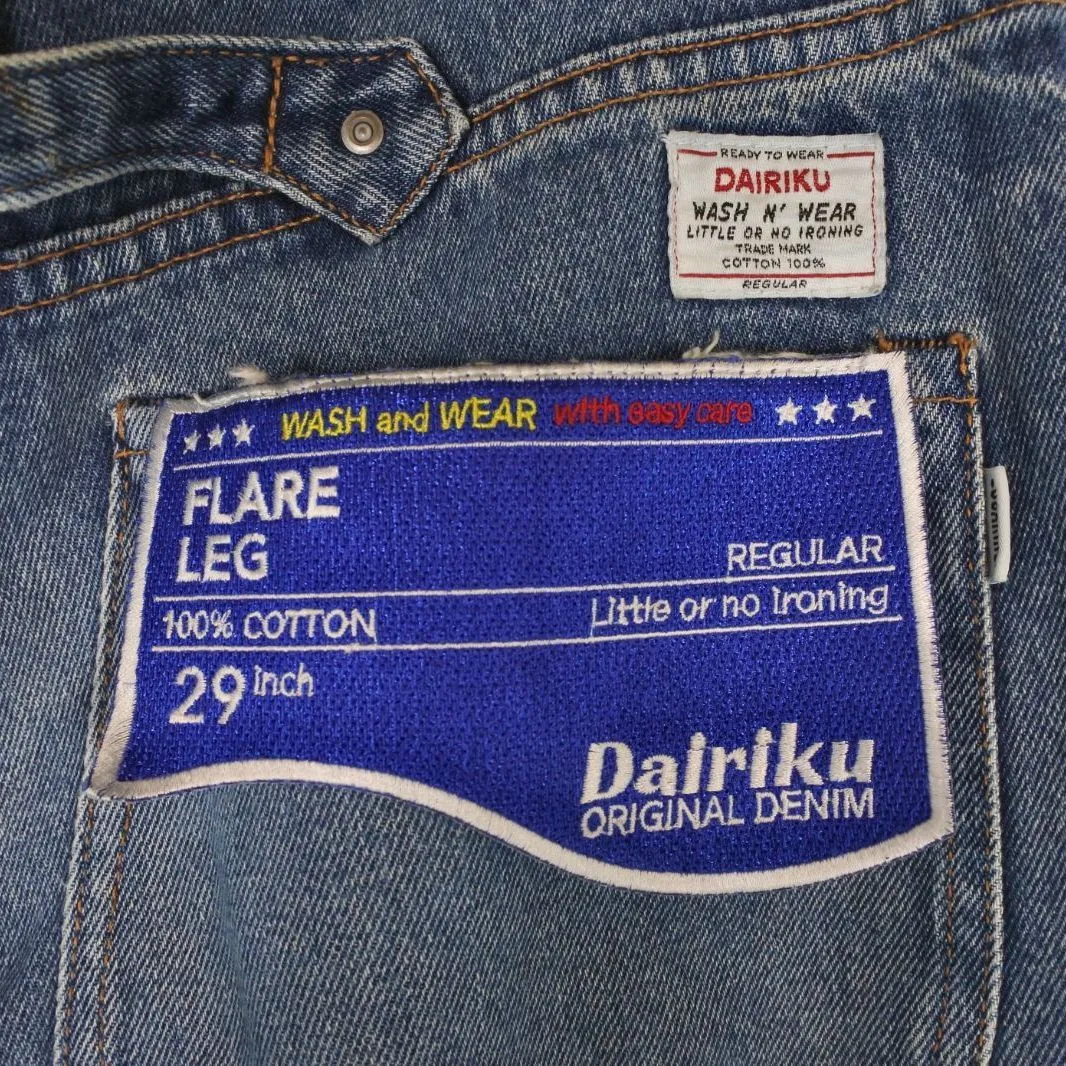 READY TO WEAR
DAIRIKU
WASH N' WEAR
LITTLE OR NO IRONING
TRADE MARK
COTTON 100%
REGULAR
WASH and WEAR with easy care
FLARE
LEG
REGULAR
100% COTTON
Little or no Ironing
29 inch
Dairiku
ORIGINAL DENIM